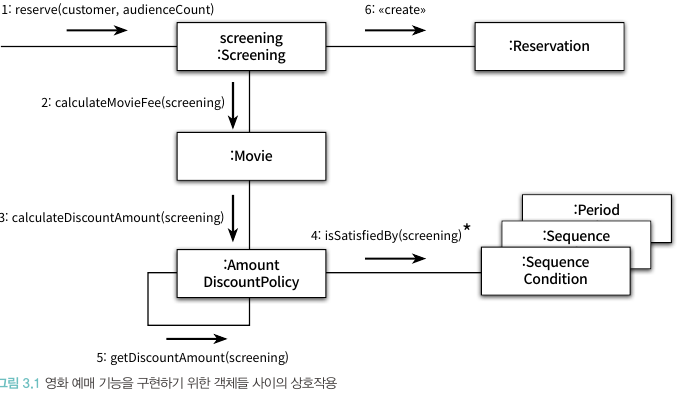 1: reserve(customer, audienceCount)
6: «create»
screening
:Screening
:Reservation
2: calculateMovieFee(screening)
:Movie
3: calculateDiscountAmount(screening)
4: isSatisfiedBy(screening)*
:Period
:Sequence
:Sequence
Condition
:Amount
DiscountPolicy
5: getDiscountAmount(screening)
그림 3.1 영화 예매 기능을 구현하기 위한 객체들 사이의 상호작용